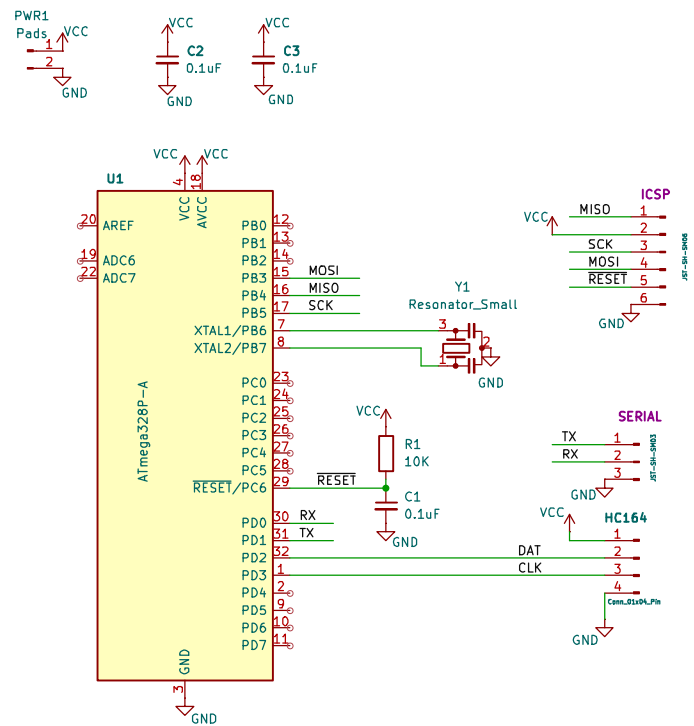 PWR1
Pads
VCC
1
2
GND
VCC
C2
0.1uF
GND
VCC
C3
0.1uF
GND
VCC
VCC
U1
4
18
VCC
AVCC
20
AREF
PB0
12
PB1
13
19
ADC6
PB2
14
22
ADC7
PB3
15
MOSI
PB4
16
MISO
PB5
17
SCK
XTAL1/PB6
7
XTAL2/PB7
8
Y1
Resonator_Small
3
2
1
GND
ATmega328P-A
PC0
23
PC1
24
PC2
25
PC3
26
PC4
27
PC5
28
RESET/PC6
29
RESET
VCC
R1
10K
C1
0.1uF
GND
PD0
30
RX
PD1
31
TX
PD2
32
DAT
PD3
1
CLK
PD4
2
PD5
9
PD6
10
PD7
11
GND
3
GND
ICSP
MISO
1
VCC
2
SCK
3
MOSI
4
RESET
5
6
GND
JST-SH-SM06
SERIAL
TX
1
RX
2
3
GND
JST-SH-SM03
VCC
HC164
1
2
3
4
Conn_01x04_Pin
GND